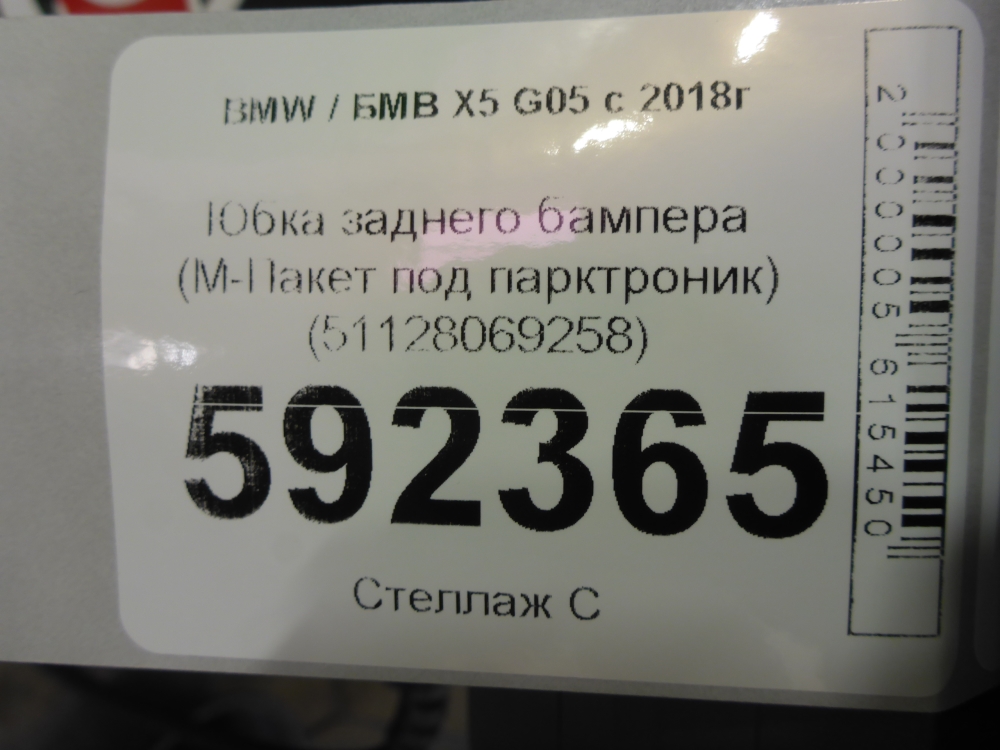 BMW / БМВ X5 G05 с 2018г
Юбка заднего бампера
(М-Пакет под парктроник)
(51128069258)
592365
Стеллаж С
2000005615450